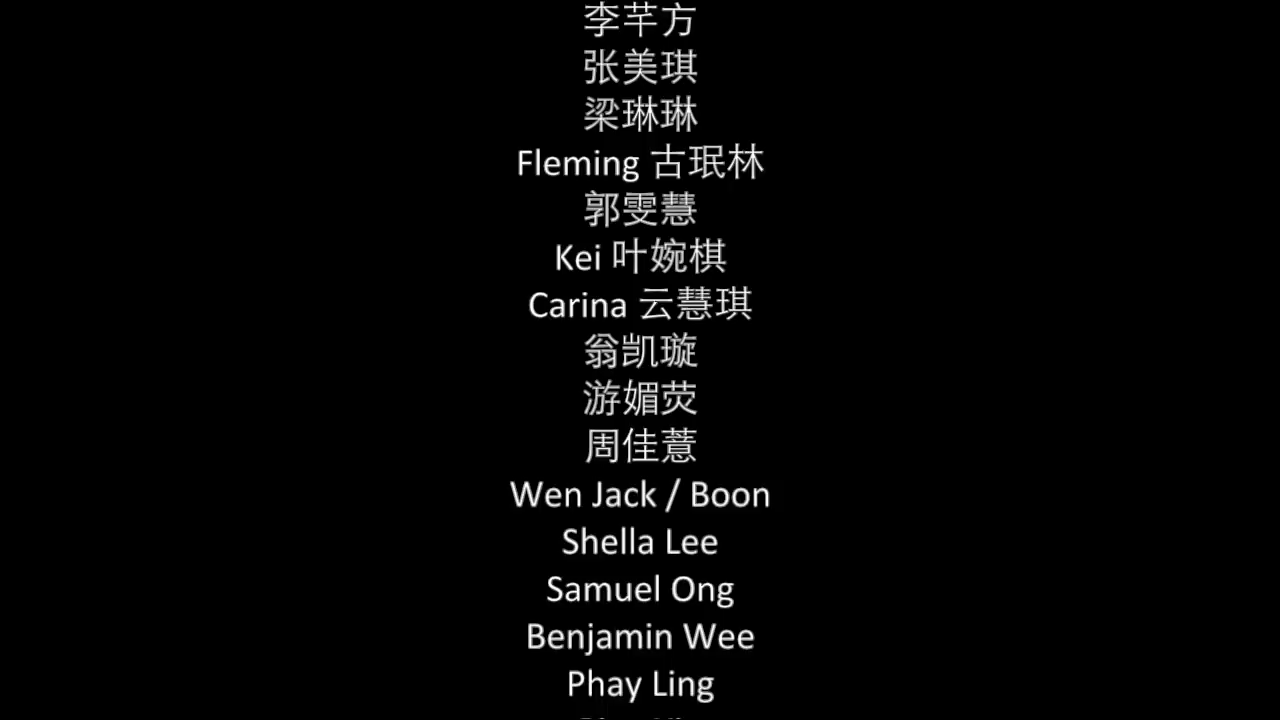 李芊方
张美琪
梁琳琳
Fleming 古珉林
郭雯慧
Kei 叶婉棋
Carina 云慧琪
翁凯璇
游媚荧
周佳薏
Wen Jack / Boon
Shella Lee
Samuel Ong
Benjamin Wee
Phay Ling